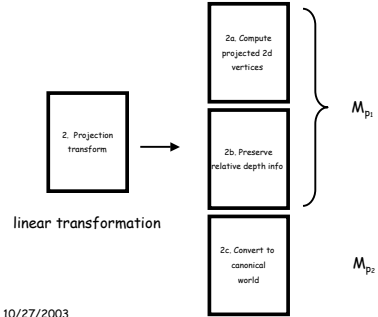 2a. Compute
projected 2d
vertices
2. Projection
transform
2b. Preserve
relative depth info
Mp1
linear transformation
2c. Convert to
canonical
world
Mp2
10/27/2003